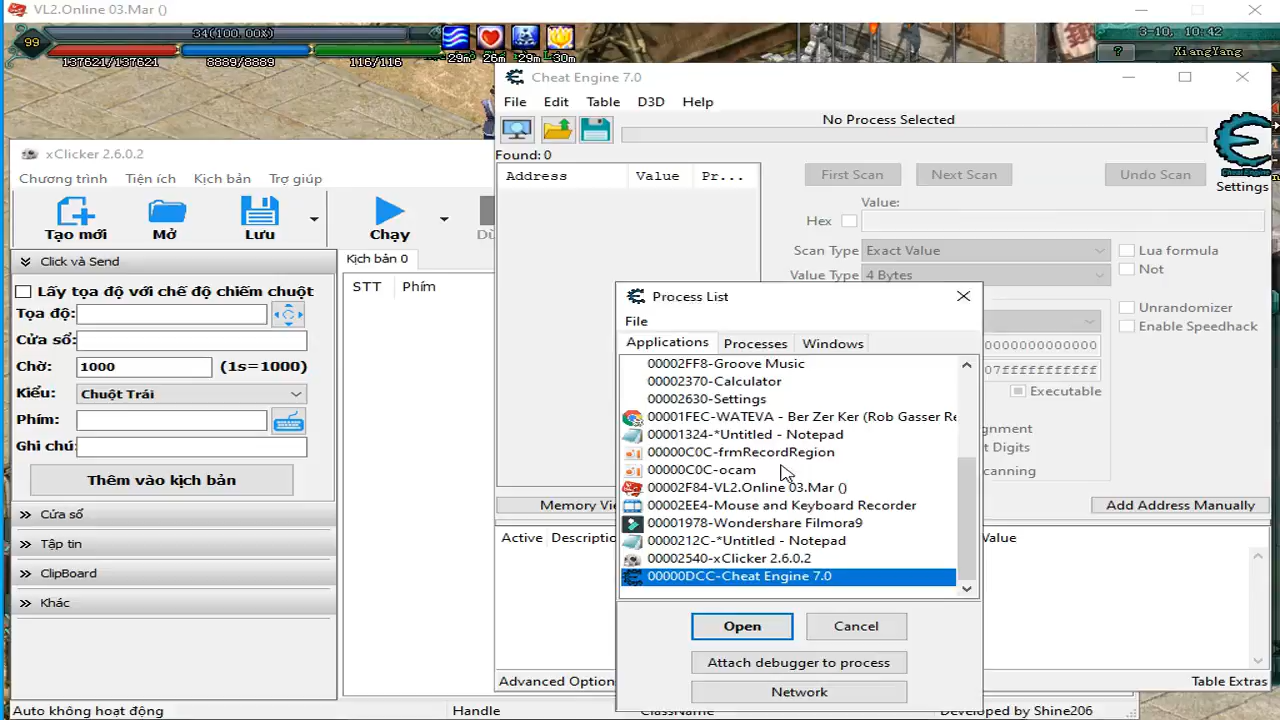 VL2.Online 03.Mar ()
99
34(100, 00%)
137621/137621
8889/8889
116/116
29m
26m
29m
30m
3-10, 10:42
?
XiangYang
xClicker 2.6.0.2
Chương trình
Tiện ích
Kịch bản
Trợ giúp
Tạo mới
Mở
Lưu
Chạy
Click và Send
Lấy tọa độ với chế độ chiếm chuột
Tọa độ:
Cửa sổ:
Chờ:
1000
(1s=1000)
Kiểu:
Chuột Trái
Phím:
Ghi chú:
Thêm vào kịch bản
Cửa sổ
Tập tin
ClipBoard
Khác
Kịch bản 0
STT
Phím
Auto không hoạt động
Handle
ClassName
Developed by Shine206
Cheat Engine 7.0
File
Edit
Table
D3D
Help
No Process Selected
Found: 0
Address
Value
Pr...
First Scan
Next Scan
Undo Scan
Cheat Engine
Settings
Value:
Hex
Scan Type
Exact Value
Lua formula
Value Type
4 Bytes
Not
Unrandomizer
Enable Speedhack
0000000000000
07fffffffffff
Executable
Memory Vie
Add Address Manually
Active
Descriptio
Value
Advanced Option
Table Extras
Process List
File
Applications
Processes
Windows
00002FF8-Groove Music
00002370-Calculator
00002630-Settings
00001FEC-WATEVA - Ber Zer Ker (Rob Gasser Re
00001324-*Untitled - Notepad
00000C0C-frmRecordRegion
00000C0C-ocam
00002F84-VL2.Online 03.Mar ()
00002EE4-Mouse and Keyboard Recorder
00001978-Wondershare Filmora9
0000212C-*Untitled - Notepad
00002540-xClicker 2.6.0.2
00000DCC-Cheat Engine 7.0
Open
Cancel
Attach debugger to process
Network